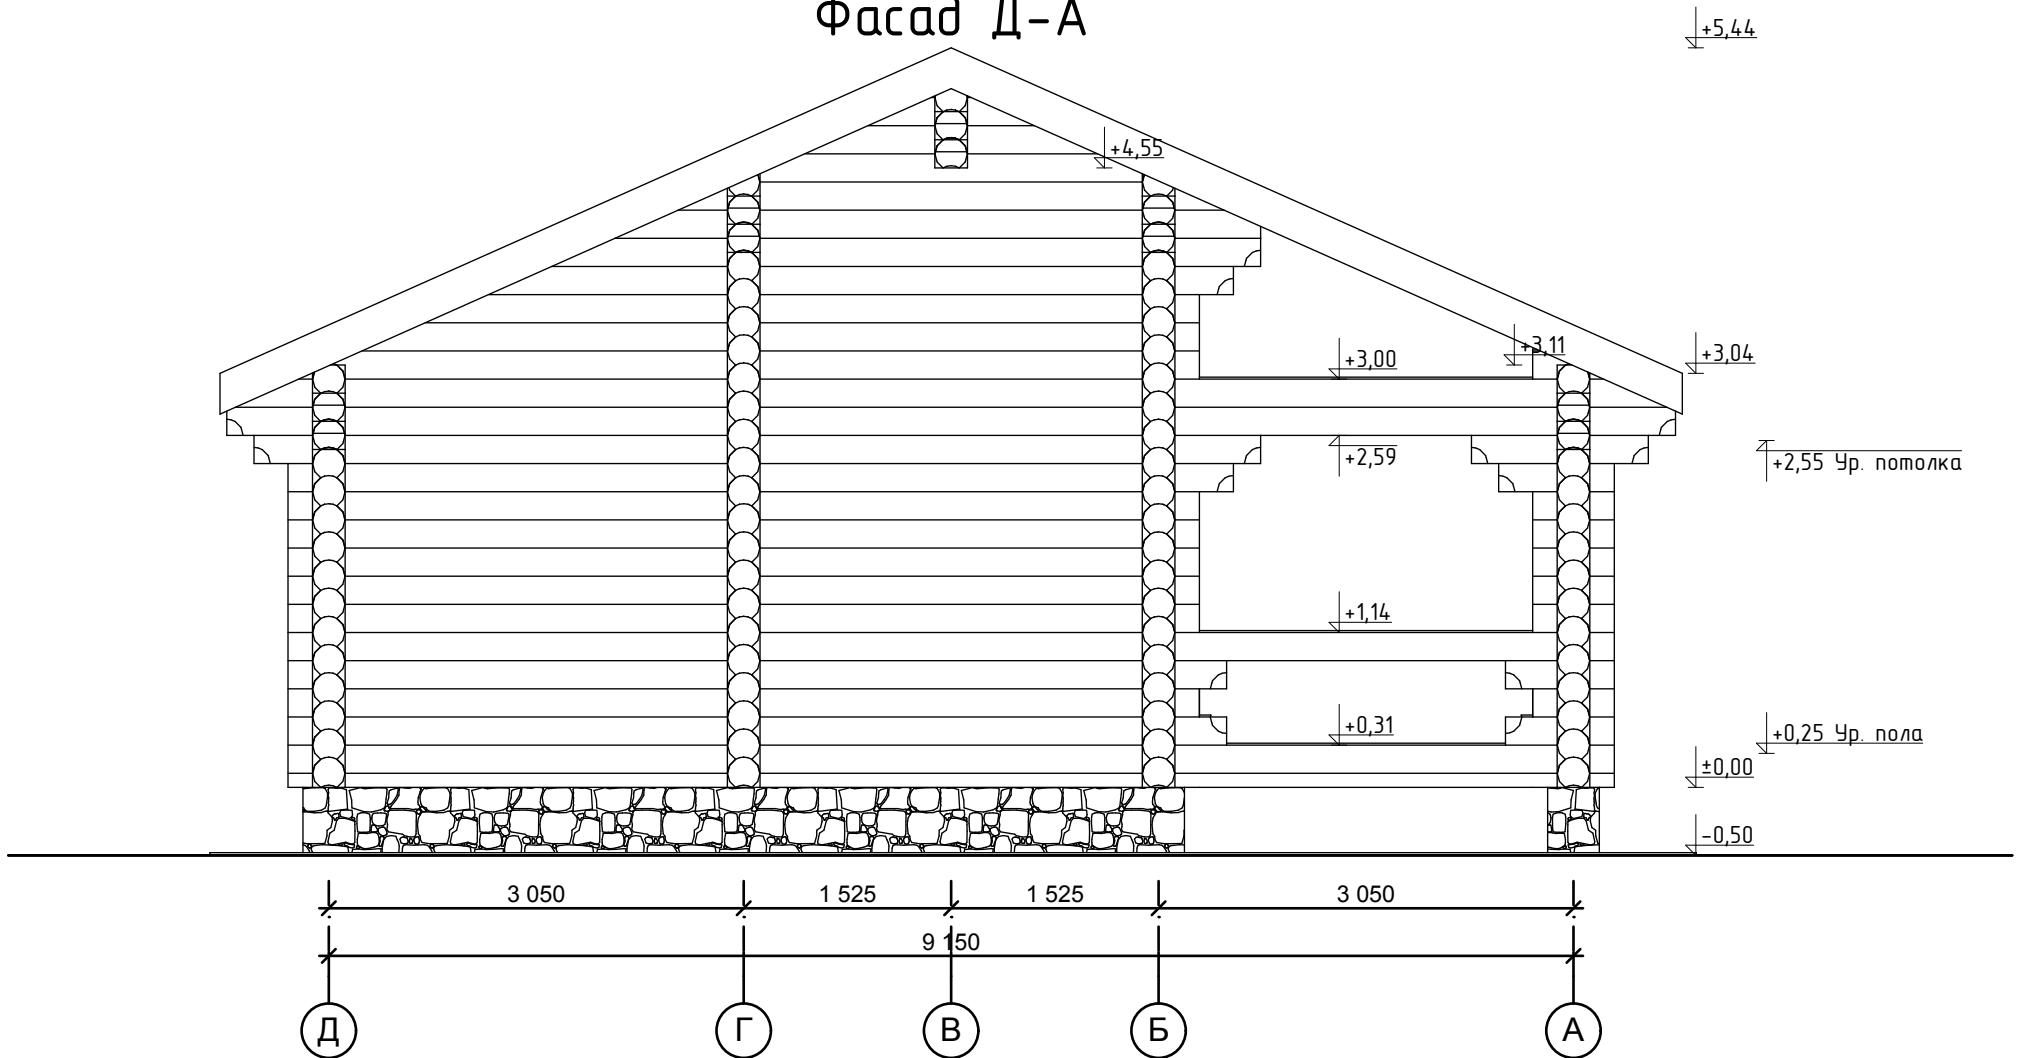 Фасад Д-А
+5,44
+4,55
+3,11
+3,00
+3,04
+2,59
+2,55 Ур. потолка
+1,14
+0,31
+0,25 Ур. пола
±0,00
-0,50
3 050
1 525
1 525
3 050
9 150
Д
Г
В
Б
А